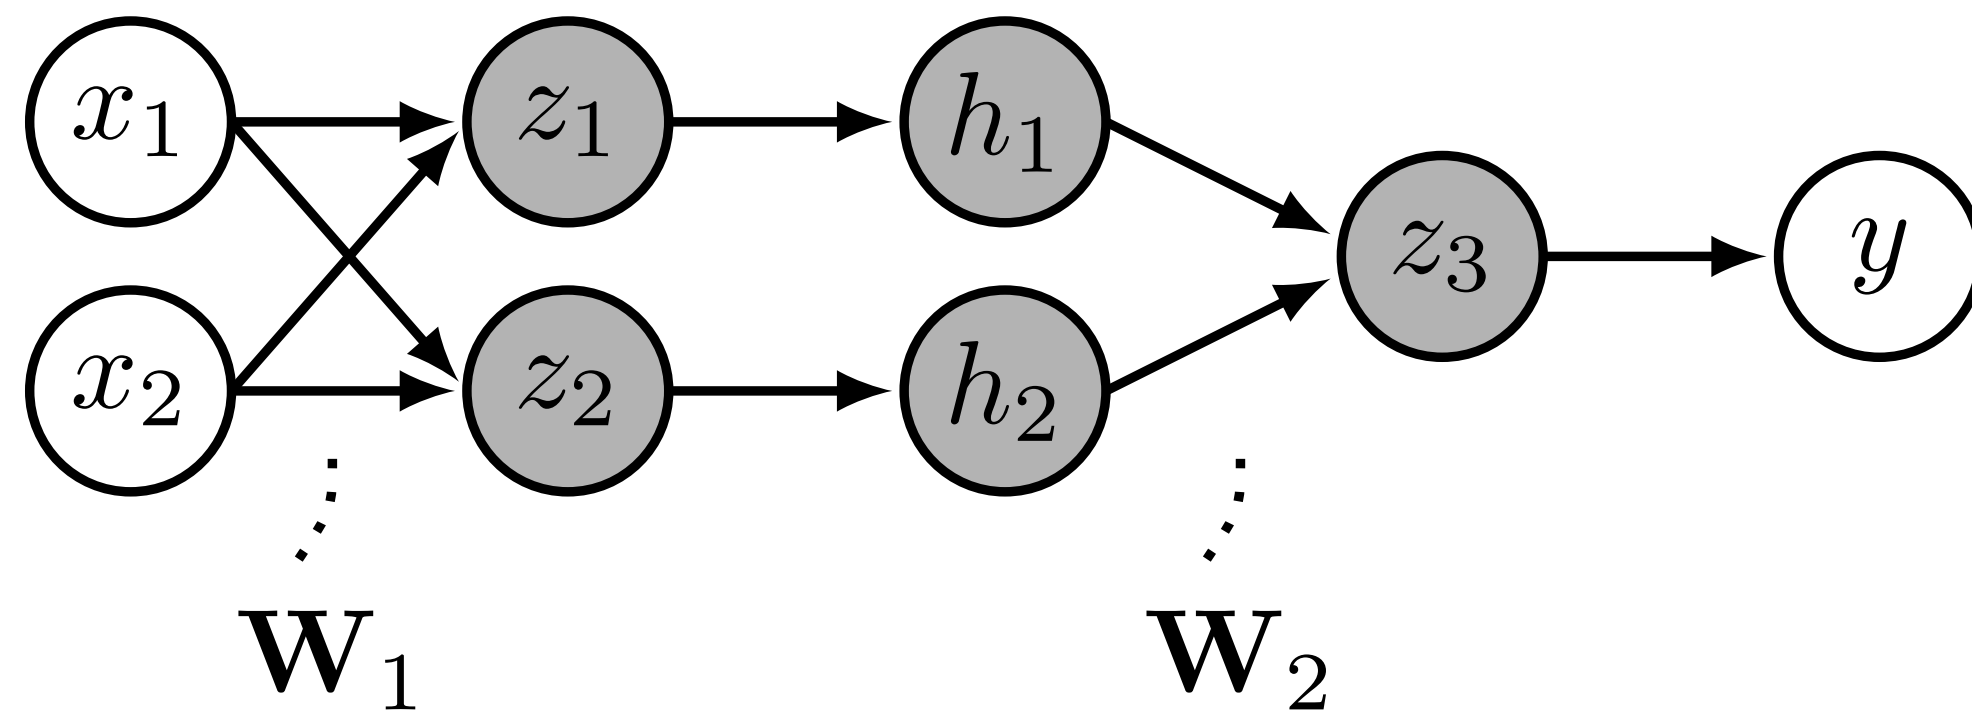 x₁ z₁ h₁
z₃ y
x₂ z₂ h₂
W₁ W₂